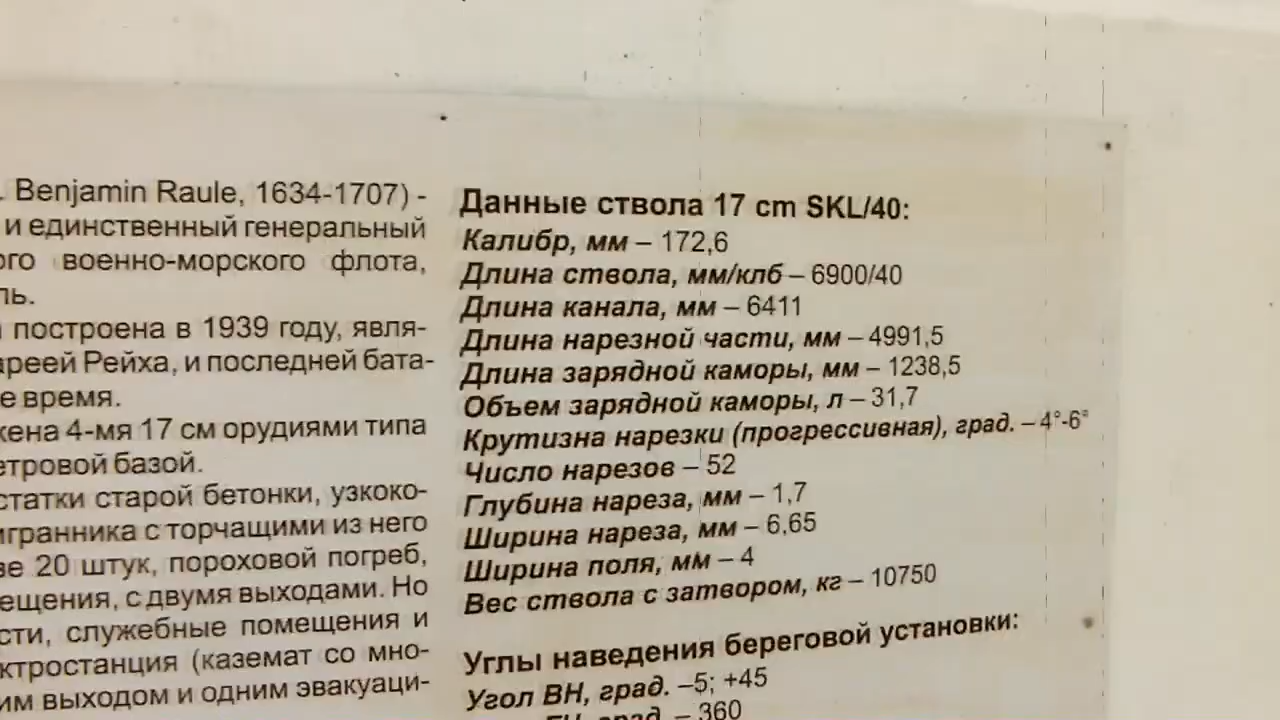 . Benjamin Raule, 1634-1707) -
и единственный генеральный
ого военно-морского флота,
ль.
построена в 1939 году, явля-
ареей Рейха, и последней бата-
е время.
жена 4-мя 17 см орудиями типа
етровой базой.
статки старой бетонки, узкоко-
игранника с торчащими из него
ве 20 штук, пороховой погреб,
ещения, с двумя выходами. Но
сти, служебные помещения и
ктростанция (каземат со мно-
им выходом и одним эвакуаци-
Данные ствола 17 cm SKL/40:
Калибр, мм – 172,6
Длина ствола, мм/клб – 6900/40
Длина канала, мм – 6411
Длина нарезной части, мм – 4991,5
Длина зарядной каморы, мм – 1238,5
Объем зарядной каморы, л – 31,7
Крутизна нарезки (прогрессивная), град. – 4°-6°
Число нарезов – 52
Глубина нареза, мм – 1,7
Ширина нареза, мм – 6,65
Ширина поля, мм – 4
Вес ствола с затвором, кг – 10750
Углы наведения береговой установки:
Угол ВН, град. –5; +45
ГН, град. – 360